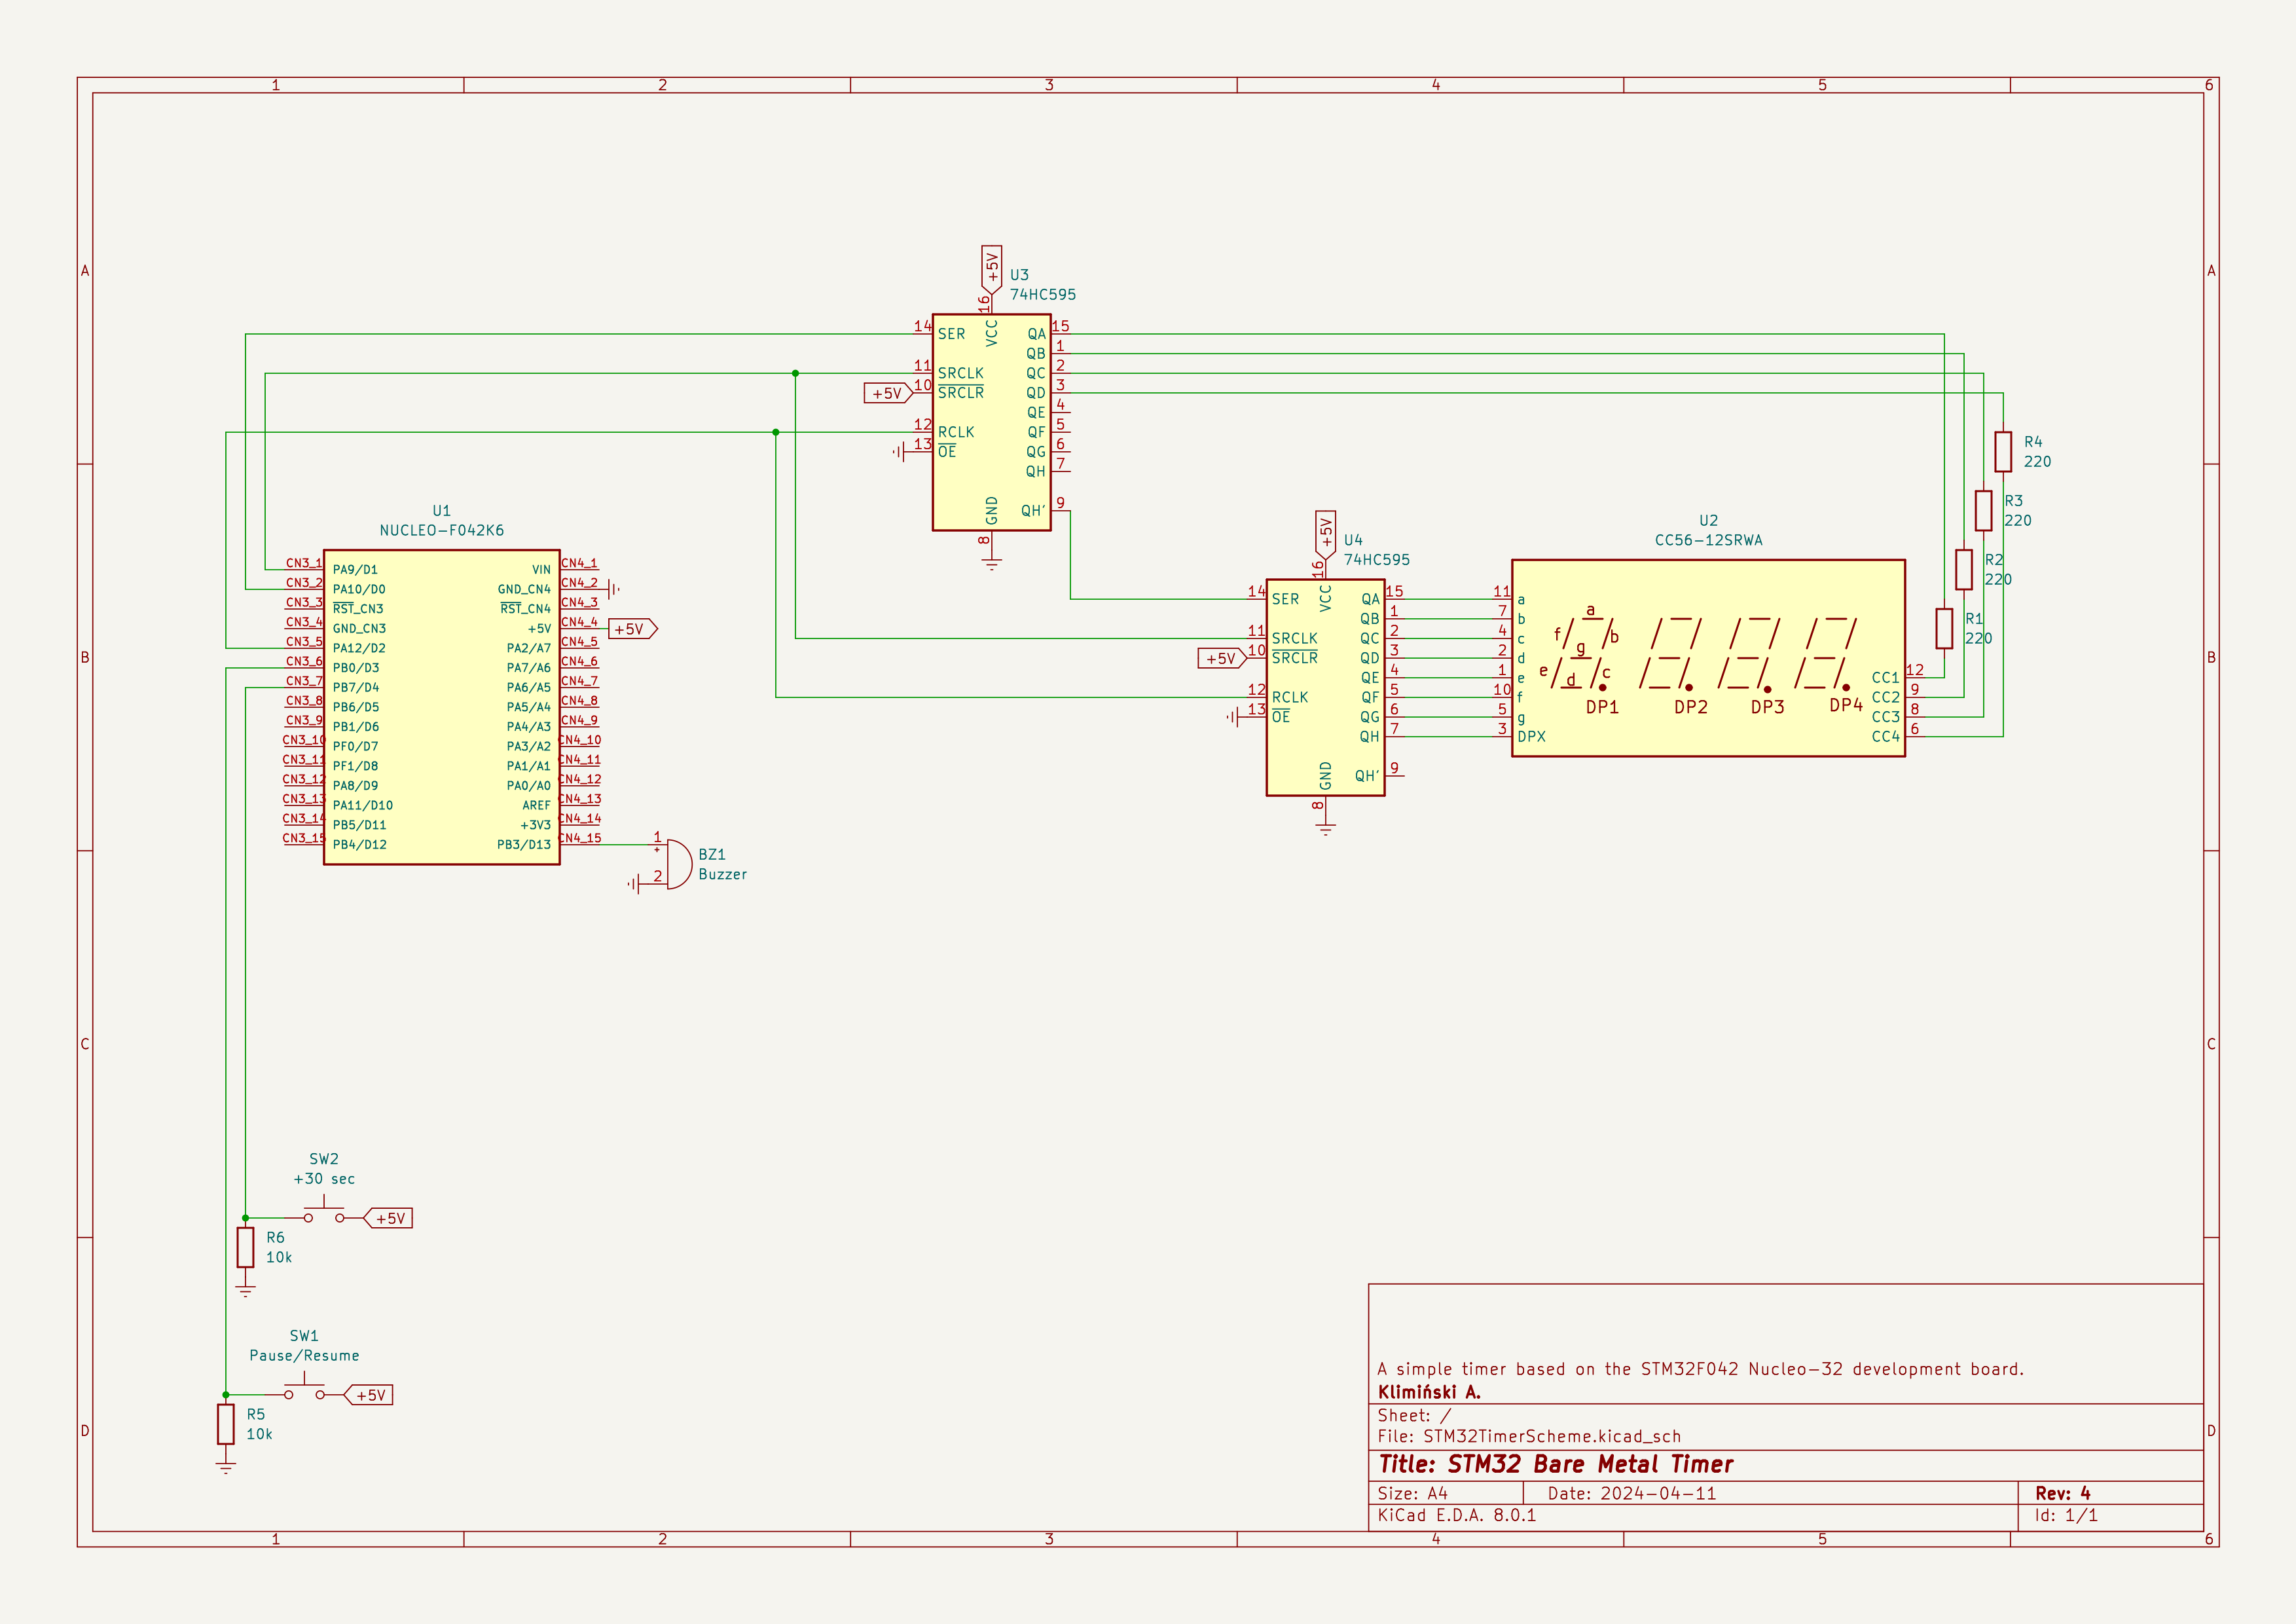 1 2 3 4 5 6
A A
B B
C C
D D
U3
74HC595
+5V
16
VCC
14 SER QA 15
QB 1
11 SRCLK QC 2
+5V 10 SRCLR QD 3
QE 4
12 RCLK QF 5
13 OE QG 6
QH 7
QH' 9
GND
8
U1
NUCLEO-F042K6
CN3_1 PA9/D1 VIN CN4_1
CN3_2 PA10/D0 GND_CN4 CN4_2
CN3_3 RST_CN3 RST_CN4 CN4_3
CN3_4 GND_CN3 +5V CN4_4 +5V
CN3_5 PA12/D2 PA2/A7 CN4_5
CN3_6 PB0/D3 PA7/A6 CN4_6
CN3_7 PB7/D4 PA6/A5 CN4_7
CN3_8 PB6/D5 PA5/A4 CN4_8
CN3_9 PB1/D6 PA4/A3 CN4_9
CN3_10 PF0/D7 PA3/A2 CN4_10
CN3_11 PF1/D8 PA1/A1 CN4_11
CN3_12 PA8/D9 PA0/A0 CN4_12
CN3_13 PA11/D10 AREF CN4_13
CN3_14 PB5/D11 +3V3 CN4_14
CN3_15 PB4/D12 PB3/D13 CN4_15
1
+
2
BZ1
Buzzer
U4
74HC595
+5V
16
VCC
14 SER QA 15
QB 1
11 SRCLK QC 2
+5V 10 SRCLR QD 3
QE 4
12 RCLK QF 5
13 OE QG 6
QH 7
QH' 9
GND
8
U2
CC56-12SRWA
11 a
7 b
4 c
2 d
1 e
10 f
5 g
3 DPX
a
f b
g
e c
d
DP1 DP2 DP3 DP4
CC1 12
CC2 9
CC3 8
CC4 6
R4
220
R3
220
R2
220
R1
220
SW2
+30 sec
+5V
R6
10k
SW1
Pause/Resume
+5V
R5
10k
A simple timer based on the STM32F042 Nucleo-32 development board.
Klimiński A.
Sheet: /
File: STM32TimerScheme.kicad_sch
Title: STM32 Bare Metal Timer
Size: A4 Date: 2024-04-11 Rev: 4
KiCad E.D.A. 8.0.1 Id: 1/1
1 2 3 4 5 6